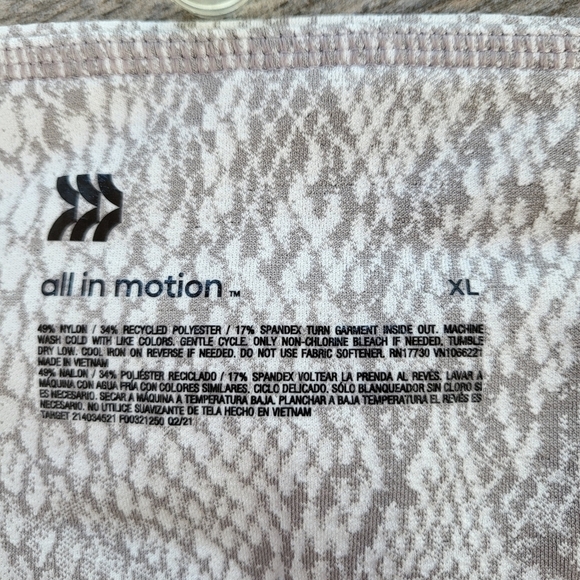 all in motion™ XL
49% NYLON / 34% RECYCLED POLYESTER / 17% SPANDEX TURN GARMENT INSIDE OUT. MACHINE
WASH COLD WITH LIKE COLORS. GENTLE CYCLE. ONLY NON-CHLORINE BLEACH IF NEEDED. TUMBLE
DRY LOW. COOL IRON ON REVERSE IF NEEDED. DO NOT USE FABRIC SOFTENER. RN17730 VN1066221
MADE IN VIETNAM
49% NAILON / 34% POLIÉSTER RECICLADO / 17% SPANDEX VOLTEAR LA PRENDA AL REVÉS. LAVAR A
MÁQUINA CON AGUA FRÍA CON COLORES SIMILARES. CICLO DELICADO. SÓLO BLANQUEADOR SIN CLORO SI
ES NECESARIO. SECAR A MÁQUINA A TEMPERATURA BAJA. PLANCHAR A BAJA TEMPERATURA EL REVÉS ES
NECESARIO. NO UTILICE SUAVIZANTE DE TELA HECHO EN VIETNAM
TARGET 214034521 F00321250 02/21